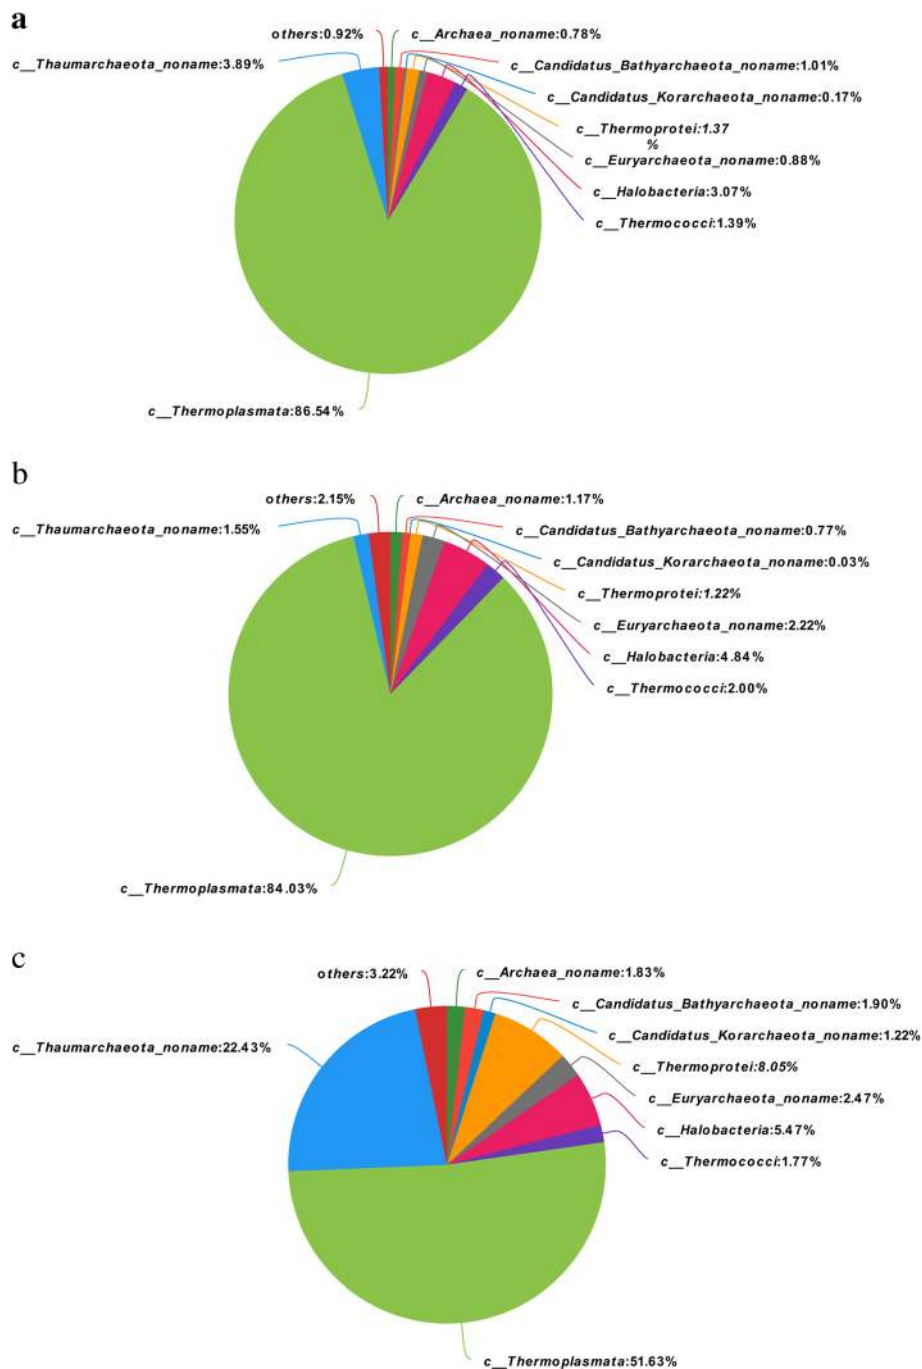 a
others:0.92%
c__Archaea_noname:0.78%
c__Thaumarchaeota_noname:3.89%
c__Candidatus_Bathyarchaeota_noname:1.01%
c__Candidatus_Korarchaeota_noname:0.17%
c__Thermoprotei:1.37
%
c__Euryarchaeota_noname:0.88%
c__Halobacteria:3.07%
c__Thermococci:1.39%
c__Thermoplasmata:86.54%
b
others:2.15%
c__Archaea_noname:1.17%
c__Thaumarchaeota_noname:1.55%
c__Candidatus_Bathyarchaeota_noname:0.77%
c__Candidatus_Korarchaeota_noname:0.03%
c__Thermoprotei:1.22%
c__Euryarchaeota_noname:2.22%
c__Halobacteria:4.84%
c__Thermococci:2.00%
c__Thermoplasmata:84.03%
c
others:3.22%
c__Archaea_noname:1.83%
c__Candidatus_Bathyarchaeota_noname:1.90%
c__Thaumarchaeota_noname:22.43%
c__Candidatus_Korarchaeota_noname:1.22%
c__Thermoprotei:8.05%
c__Euryarchaeota_noname:2.47%
c__Halobacteria:5.47%
c__Thermococci:1.77%
c__Thermoplasmata:51.63%